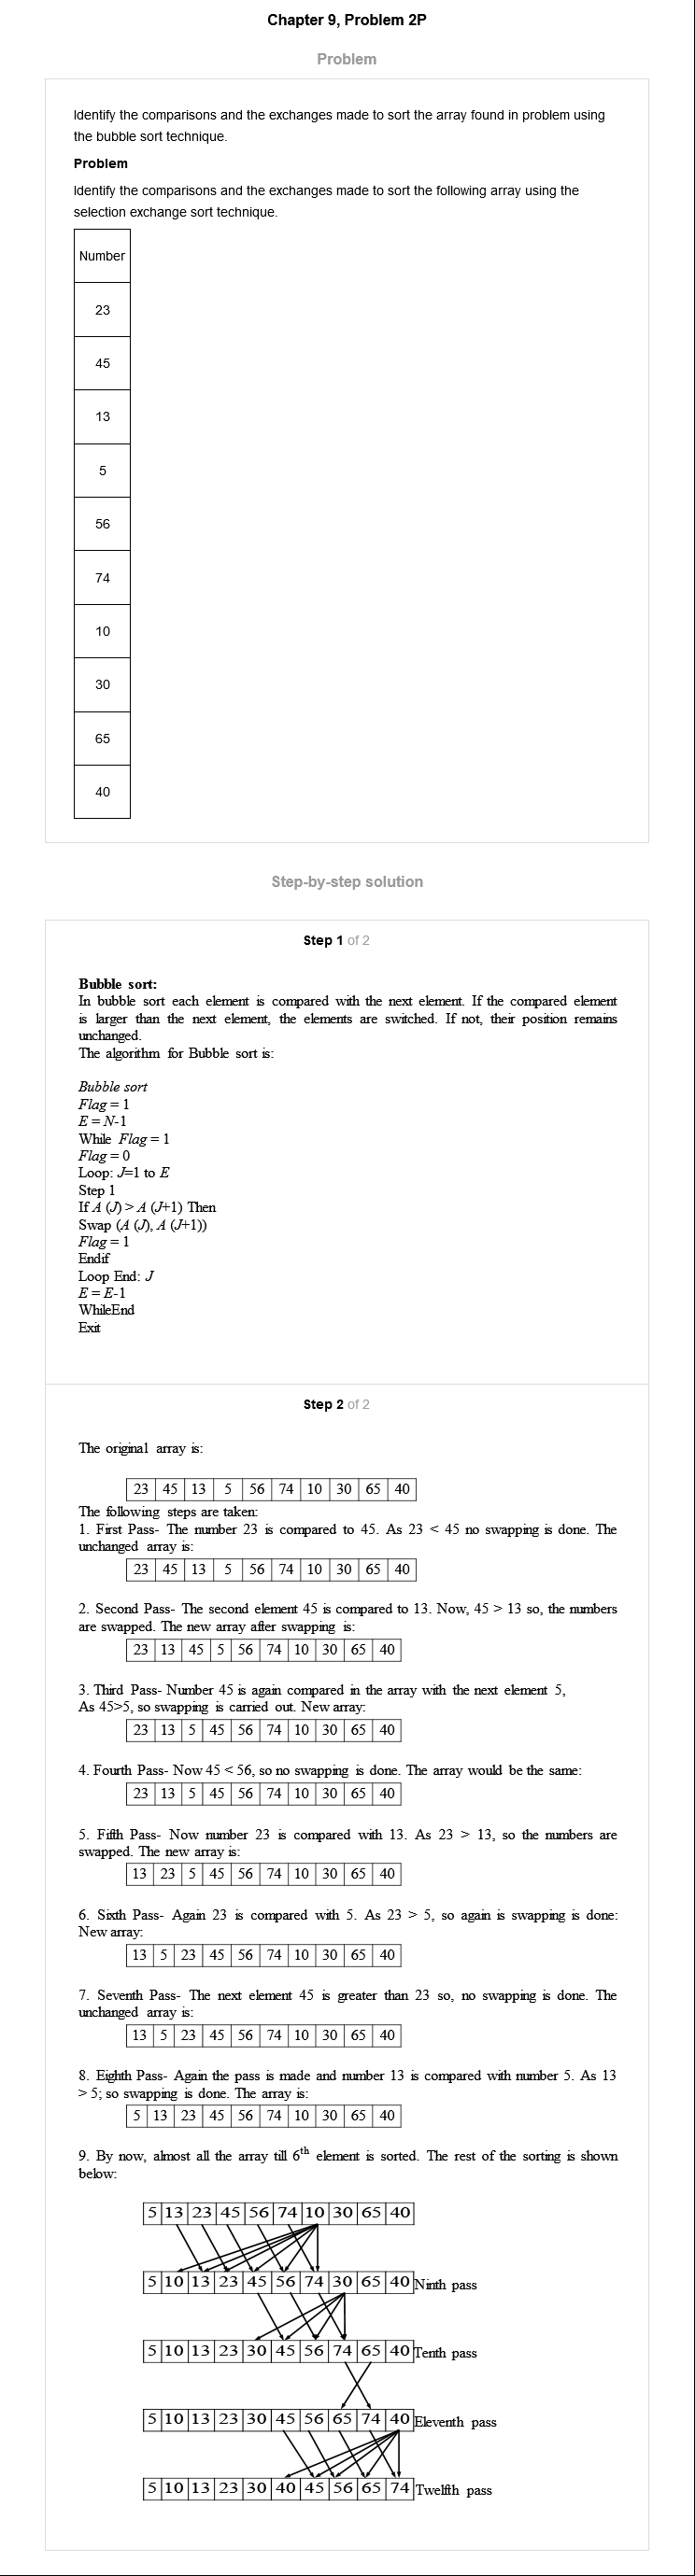 Chapter 9, Problem 2P
Problem
Identify the comparisons and the exchanges made to sort the array found in problem using
the bubble sort technique.
Problem
Identify the comparisons and the exchanges made to sort the following array using the
selection exchange sort technique.
Number
23
45
13
5
56
74
10
30
65
40
Step-by-step solution
Step 1 of 2
Bubble sort:
In bubble sort each element is compared with the next element. If the compared element
is larger than the next element, the elements are switched. If not, their position remains
unchanged.
The algorithm for Bubble sort is:
Bubble sort
Flag = 1
E = N-1
While Flag = 1
Flag = 0
Loop: J=1 to E
Step 1
If A (J) > A (J+1) Then
Swap (A (J), A (J+1))
Flag = 1
Endif
Loop End: J
E = E-1
WhileEnd
Exit
Step 2 of 2
The original array is:
23 45 13 5 56 74 10 30 65 40
The following steps are taken:
1. First Pass- The number 23 is compared to 45. As 23 < 45 no swapping is done. The
unchanged array is:
23 45 13 5 56 74 10 30 65 40
2. Second Pass- The second element 45 is compared to 13. Now, 45 > 13 so, the numbers
are swapped. The new array after swapping is:
23 13 45 5 56 74 10 30 65 40
3. Third Pass- Number 45 is again compared in the array with the next element 5,
As 45>5, so swapping is carried out. New array:
23 13 5 45 56 74 10 30 65 40
4. Fourth Pass- Now 45 < 56, so no swapping is done. The array would be the same:
23 13 5 45 56 74 10 30 65 40
5. Fifth Pass- Now number 23 is compared with 13. As 23 > 13, so the numbers are
swapped. The new array is:
13 23 5 45 56 74 10 30 65 40
6. Sixth Pass- Again 23 is compared with 5. As 23 > 5, so again is swapping is done:
New array:
13 5 23 45 56 74 10 30 65 40
7. Seventh Pass- The next element 45 is greater than 23 so, no swapping is done. The
unchanged array is:
13 5 23 45 56 74 10 30 65 40
8. Eighth Pass- Again the pass is made and number 13 is compared with number 5. As 13
> 5; so swapping is done. The array is:
5 13 23 45 56 74 10 30 65 40
9. By now, almost all the array till 6th element is sorted. The rest of the sorting is shown
below:
5 13 23 45 56 74 10 30 65 40
5 10 13 23 45 56 74 30 65 40 Ninth pass
5 10 13 23 30 45 56 74 65 40 Tenth pass
5 10 13 23 30 45 56 65 74 40 Eleventh pass
5 10 13 23 30 40 45 56 65 74 Twelfth pass